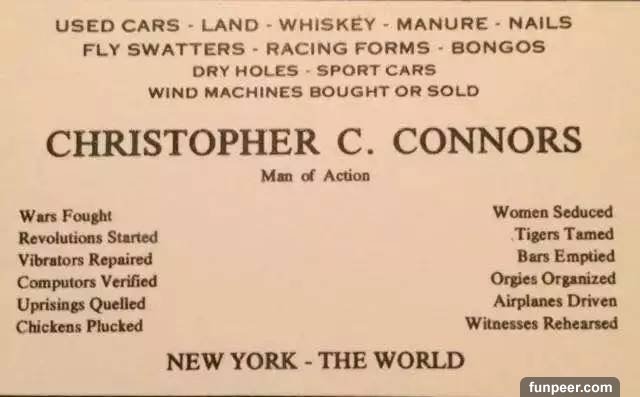 USED CARS - LAND - WHISKEY - MANURE - NAILS
FLY SWATTERS - RACING FORMS - BONGOS
DRY HOLES - SPORT CARS
WIND MACHINES BOUGHT OR SOLD
CHRISTOPHER C. CONNORS
Man of Action
Wars Fought
Revolutions Started
Vibrators Repaired
Computors Verified
Uprisings Quelled
Chickens Plucked
Women Seduced
Tigers Tamed
Bars Emptied
Orgies Organized
Airplanes Driven
Witnesses Rehearsed
NEW YORK - THE WORLD
funpeer.com